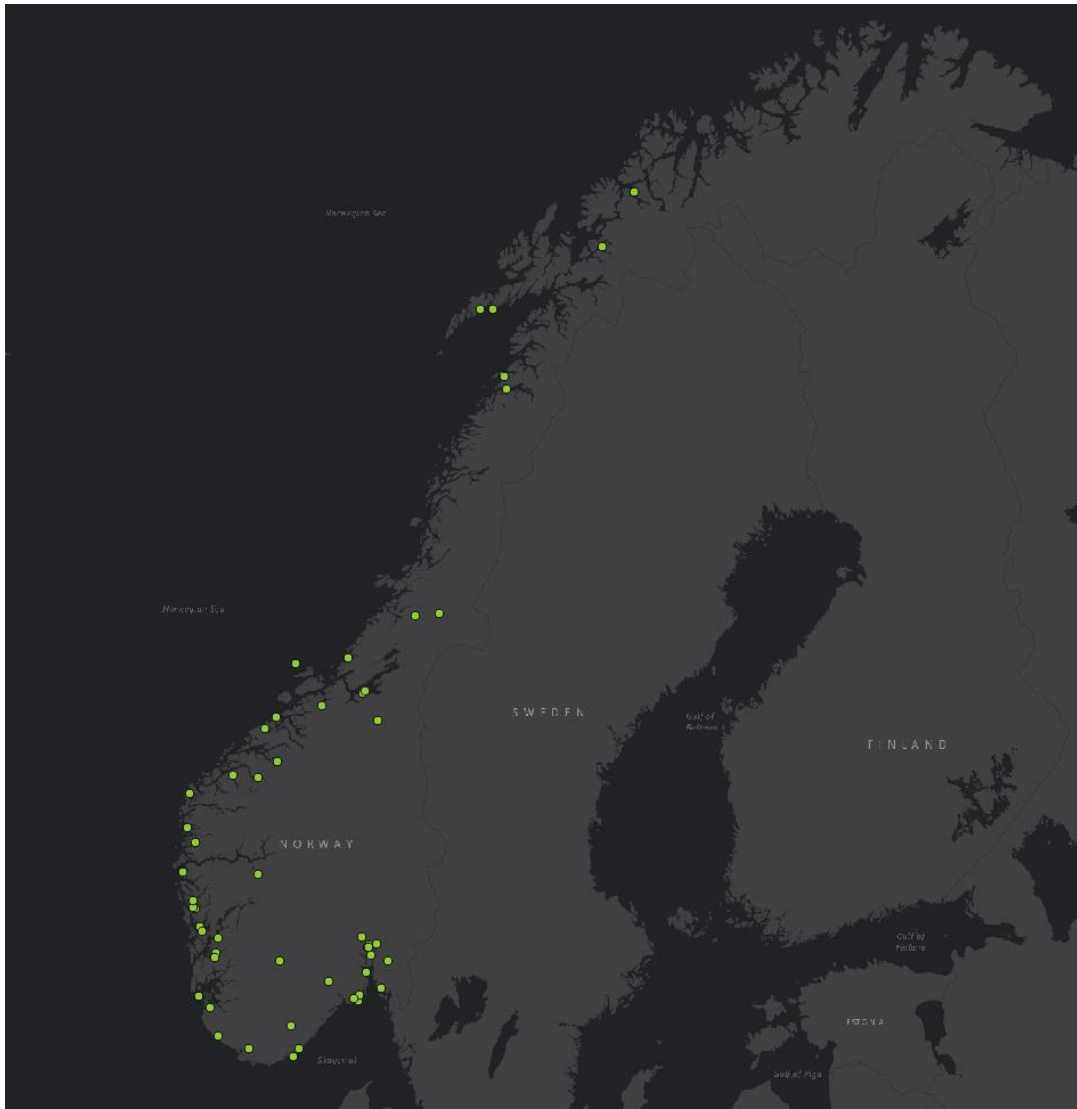 Norwegian Sea
Norwegian Sea
SWEDEN
Gulf of
Bothnia
FINLAND
NORWAY
Gulf of
Finland
ESTONIA
Skagerrak
Gulf of Riga